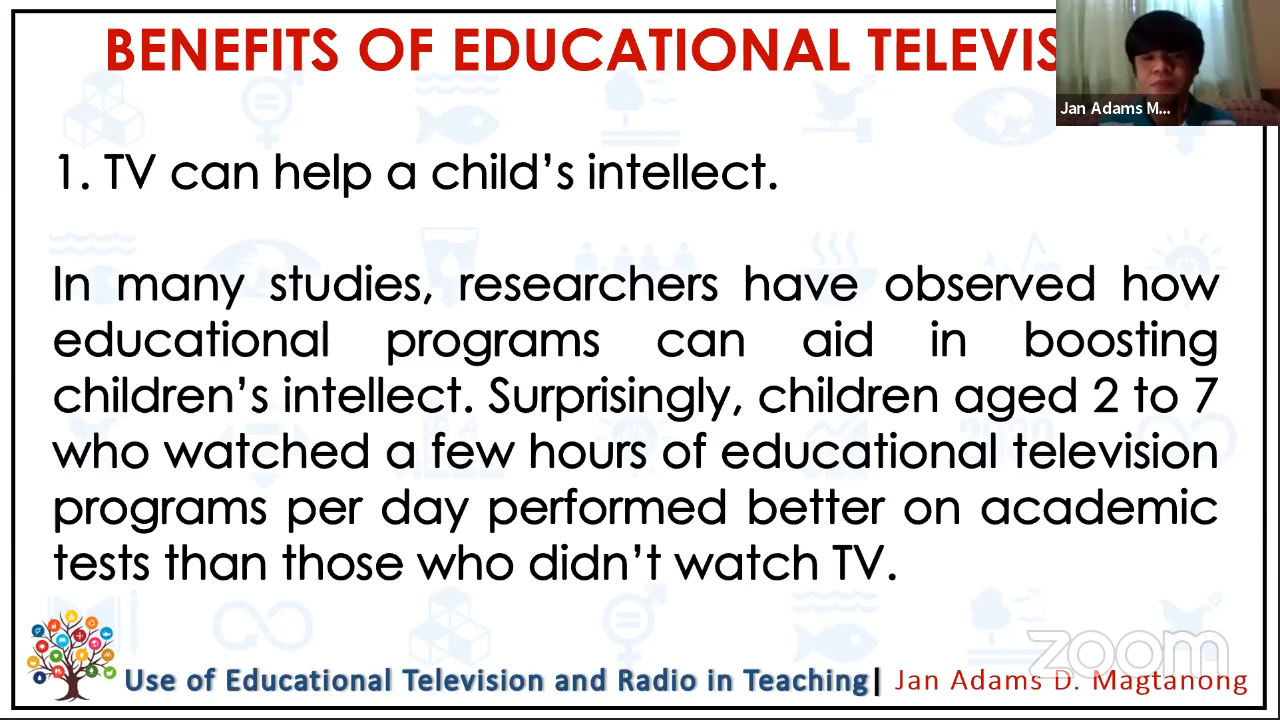 BENEFITS OF EDUCATIONAL TELEVIS
Jan Adams M...
1. TV can help a child's intellect.
In many studies, researchers have observed how
educational programs can aid in boosting
children's intellect. Surprisingly, children aged 2 to 7
who watched a few hours of educational television
programs per day performed better on academic
tests than those who didn't watch TV.
zoom
Use of Educational Television and Radio in Teaching| Jan Adams D. Magtanong